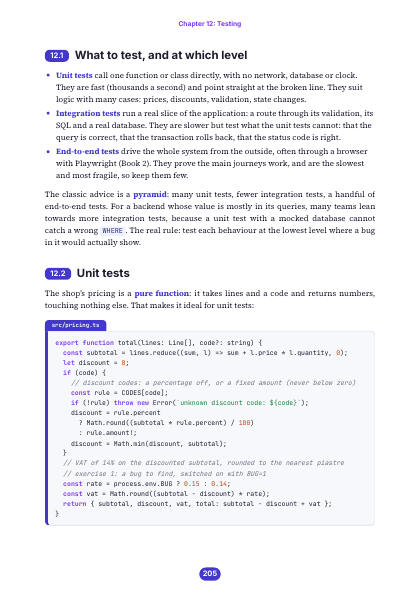 Chapter 12: Testing
12.1 What to test, and at which level
• Unit tests call one function or class directly, with no network, database or clock.
They are fast (thousands a second) and point straight at the broken line. They suit
logic with many cases: prices, discounts, validation, state changes.
• Integration tests run a real slice of the application: a route through its validation, its
SQL and a real database. They are slower but test what the unit tests cannot: that the
query is correct, that the transaction rolls back, that the status code is right.
• End-to-end tests drive the whole system from the outside, often through a browser
with Playwright (Book 2). They prove the main journeys work, and are the slowest
and most fragile, so keep them few.
The classic advice is a pyramid: many unit tests, fewer integration tests, a handful of
end-to-end tests. For a backend whose value is mostly in its queries, many teams lean
towards more integration tests, because a unit test with a mocked database cannot
catch a wrong WHERE. The real rule: test each behaviour at the lowest level where a bug
in it would actually show.
12.2 Unit tests
The shop's pricing is a pure function: it takes lines and a code and returns numbers,
touching nothing else. That makes it ideal for unit tests:
src/pricing.ts
export function total(lines: Line[], code?: string) {
  const subtotal = lines.reduce((sum, l) => sum + l.price * l.quantity, 0);
  let discount = 0;
  if (code) {
    // discount codes: a percentage off, or a fixed amount (never below zero)
    const rule = CODES[code];
    if (!rule) throw new Error(`unknown discount code: ${code}`);
    discount = rule.percent
      ? Math.round((subtotal * rule.percent) / 100)
      : rule.amount!;
    discount = Math.min(discount, subtotal);
  }
  // VAT of 14% on the discounted subtotal, rounded to the nearest piastre
  // exercise 1: a bug to find, switched on with BUG=1
  const rate = process.env.BUG ? 0.15 : 0.14;
  const vat = Math.round((subtotal - discount) * rate);
  return { subtotal, discount, vat, total: subtotal - discount + vat };
}
205